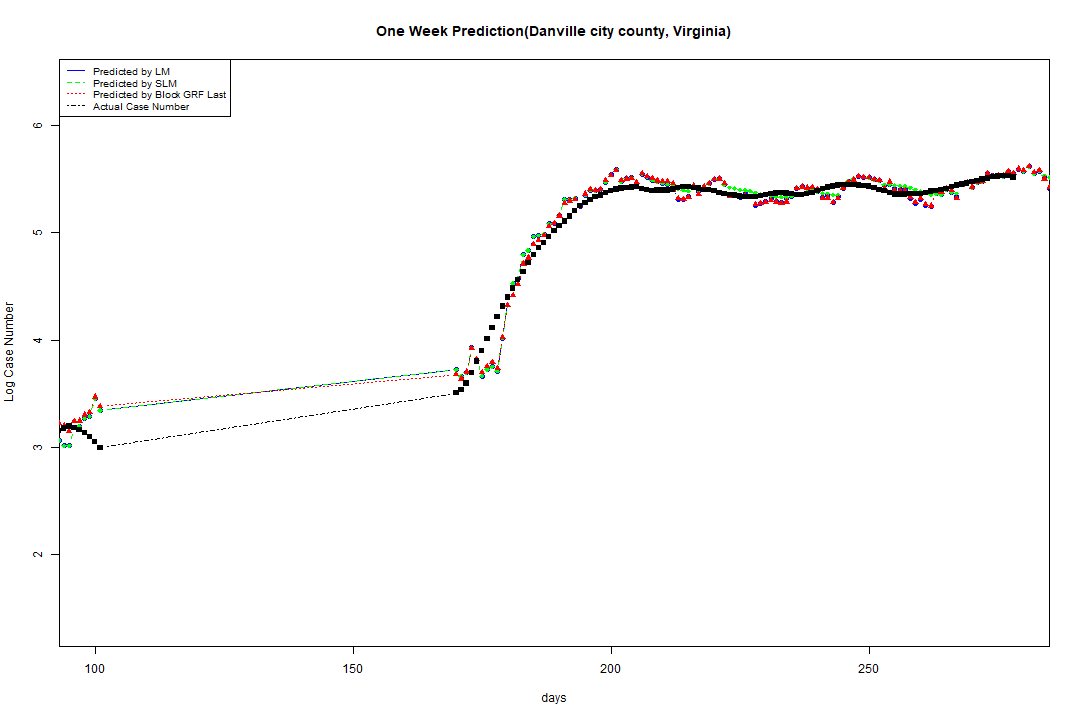 One Week Prediction(Danville city county, Virginia)
Predicted by LM
Predicted by SLM
Predicted by Block GRF Last
Actual Case Number
6
5
4
3
2
Log Case Number
100 150 200 250
days